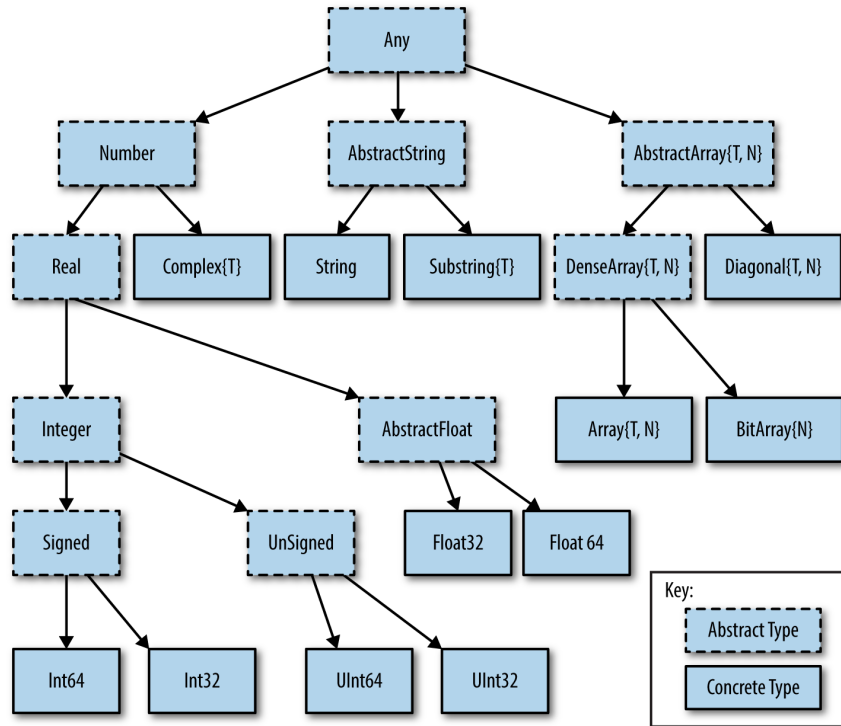 Any
Number
AbstractString
AbstractArray{T, N}
Real
Complex{T}
String
Substring{T}
DenseArray{T, N}
Diagonal{T, N}
Integer
AbstractFloat
Array{T, N}
BitArray{N}
Signed
UnSigned
Float32
Float 64
Key:
Abstract Type
Int64
Int32
UInt64
UInt32
Concrete Type